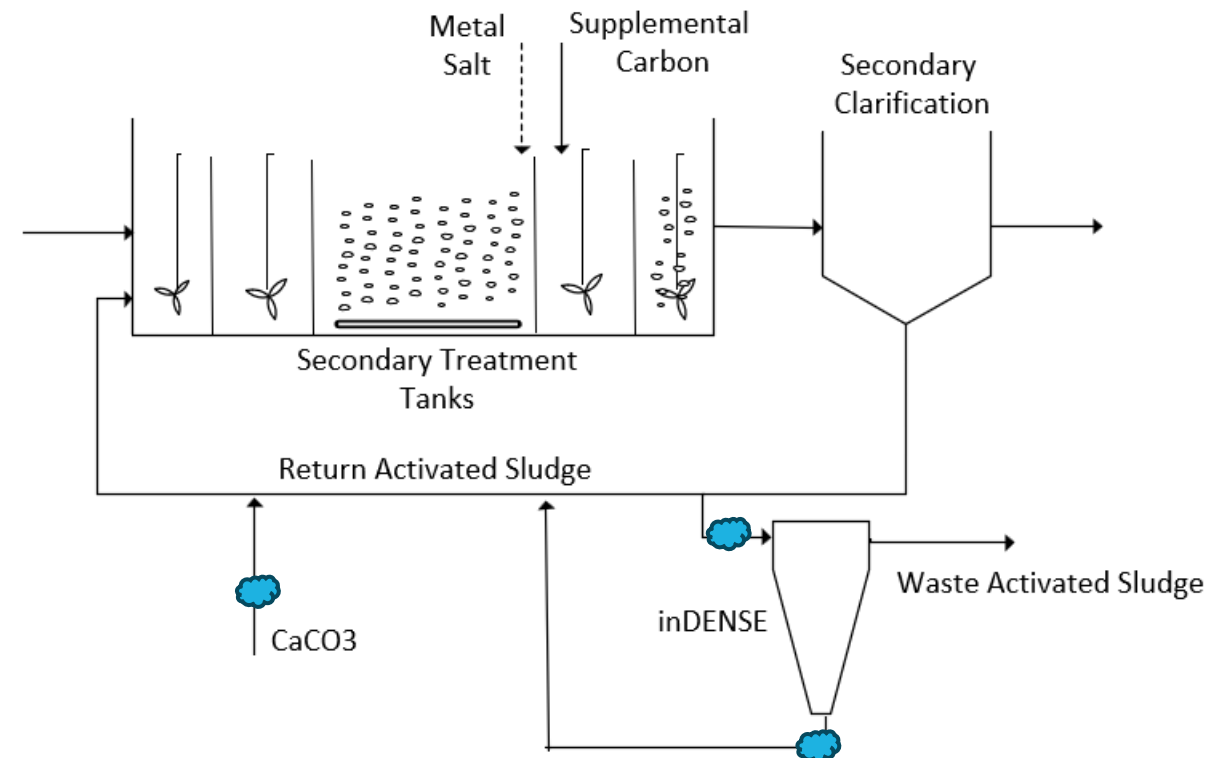 Metal
Salt
Supplemental
Carbon
Secondary
Clarification
Secondary Treatment
Tanks
Return Activated Sludge
Waste Activated Sludge
inDENSE
CaCO3